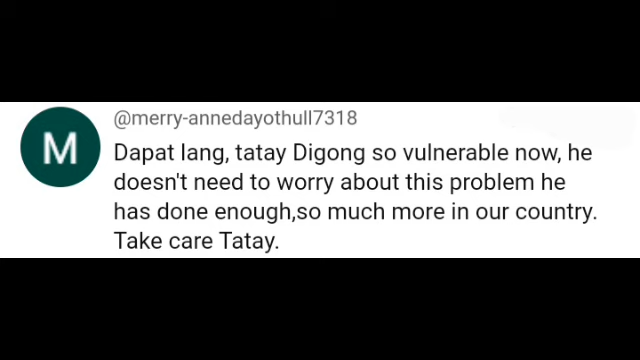 @merry-annedayothull7318
M
Dapat lang, tatay Digong so vulnerable now, he
doesn't need to worry about this problem he
has done enough,so much more in our country.
Take care Tatay.